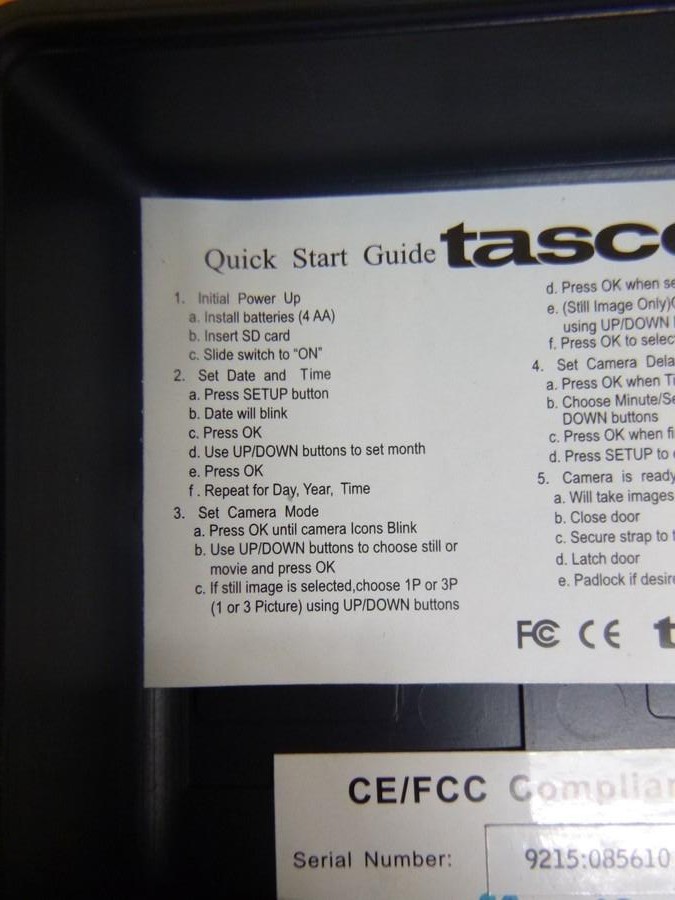 Quick Start Guide
1. Initial Power Up
a. Install batteries (4 AA)
b. Insert SD card
c. Slide switch to “ON”
2. Set Date and Time
a. Press SETUP button
b. Date will blink
c. Press OK
d. Use UP/DOWN buttons to set month
e. Press OK
f. Repeat for Day, Year, Time
3. Set Camera Mode
a. Press OK until camera Icons Blink
b. Use UP/DOWN buttons to choose still or
movie and press OK
c. If still image is selected,choose 1P or 3P
(1 or 3 Picture) using UP/DOWN buttons
d. Press OK when
e. (Still Image Only)
using UP/DOWN
f. Press OK to
4. Set Camera
a. Press OK when
b. Choose
DOWN buttons
c. Press OK when
d. Press SETUP to
5. Camera is ready
a. Will take images
b. Close door
c. Secure strap to
d. Latch door
e. Padlock if
FC CE
CE/FCC
Serial Number: 9215:085610